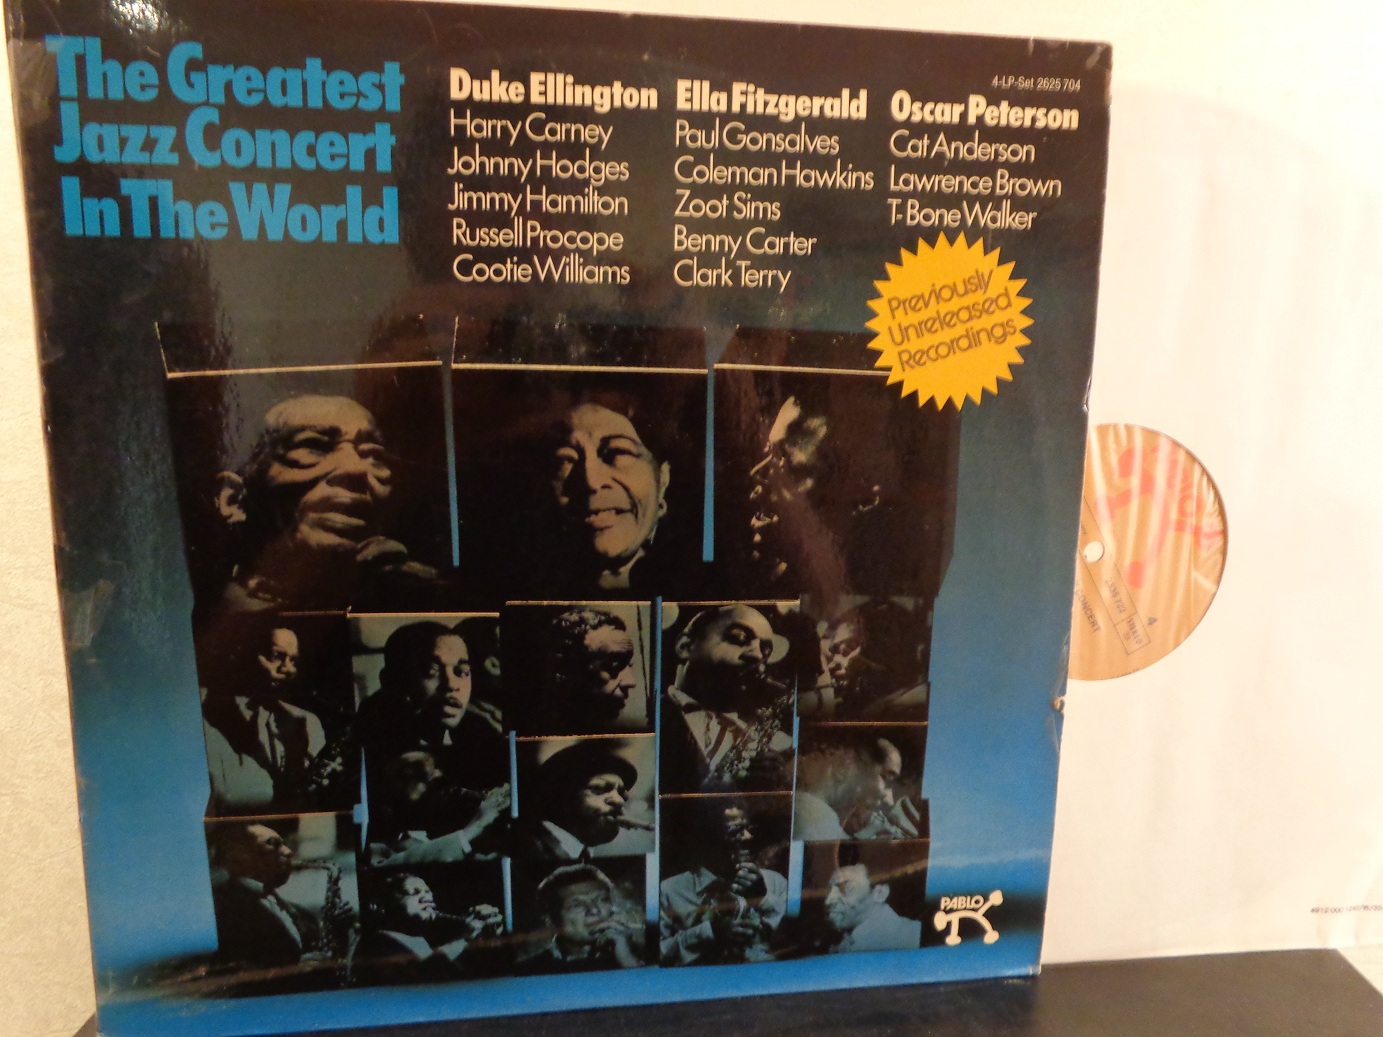 The Greatest
Jazz Concert
In The World
Duke Ellington
Harry Carney
Johnny Hodges
Jimmy Hamilton
Russell Procope
Cootie Williams
Ella Fitzgerald
Paul Gonsalves
Coleman Hawkins
Zoot Sims
Benny Carter
Clark Terry
4-LP-Set 2625 704
Oscar Peterson
Cat Anderson
Lawrence Brown
T-Bone Walker
Previously
Unreleased
Recordings
PABLO
CONCERT
4